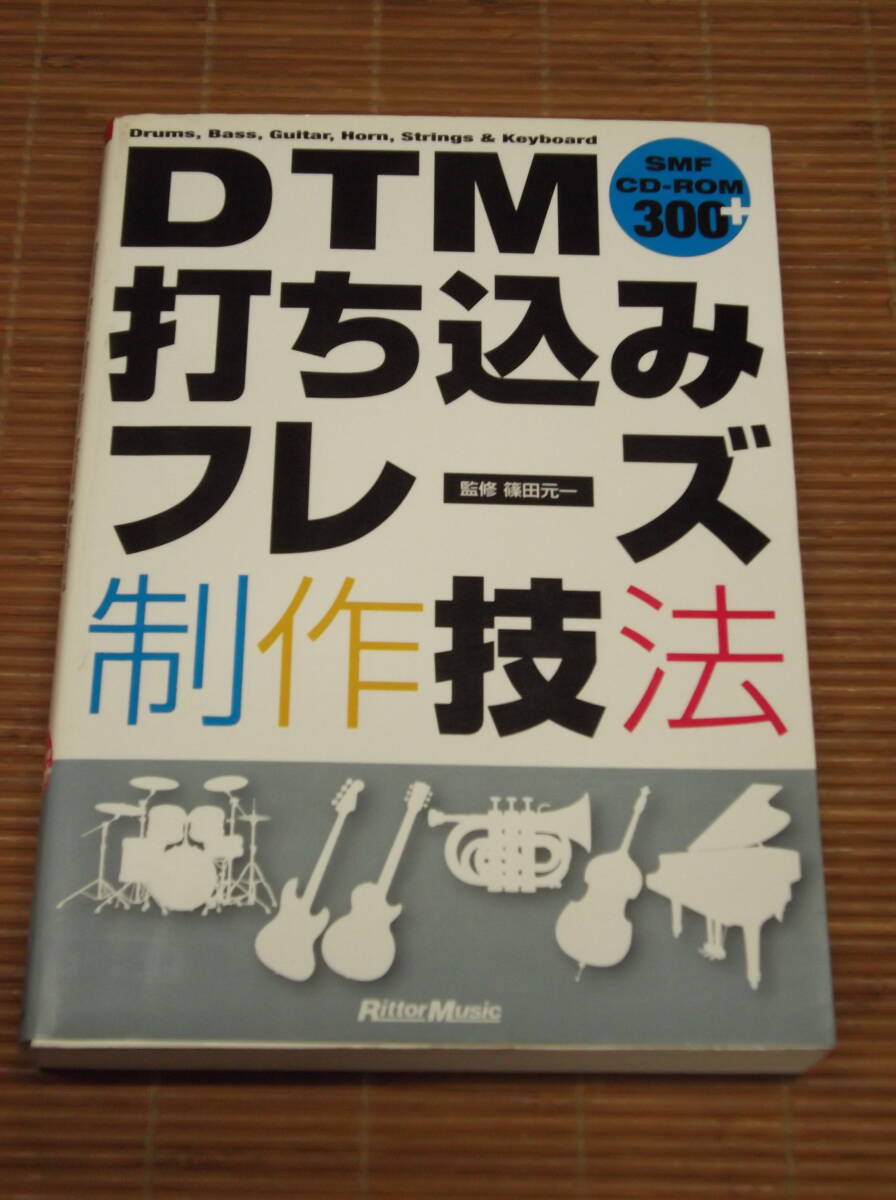 Drums, Bass, Guitar, Horn, Strings & Keyboard
DTM
SMF
CD-ROM
300+
打ち込み
フレーズ
監修 篠田元一
制作技法
RittorMusic